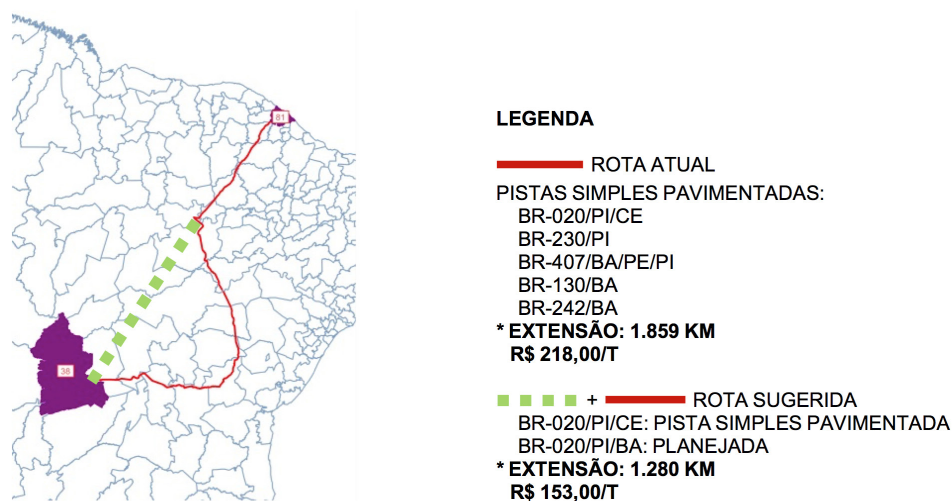 81
38
LEGENDA
ROTA ATUAL
PISTAS SIMPLES PAVIMENTADAS:
BR-020/PI/CE
BR-230/PI
BR-407/BA/PE/PI
BR-130/BA
BR-242/BA
* EXTENSÃO: 1.859 KM
R$ 218,00/T
+ ROTA SUGERIDA
BR-020/PI/CE: PISTA SIMPLES PAVIMENTADA
BR-020/PI/BA: PLANEJADA
* EXTENSÃO: 1.280 KM
R$ 153,00/T